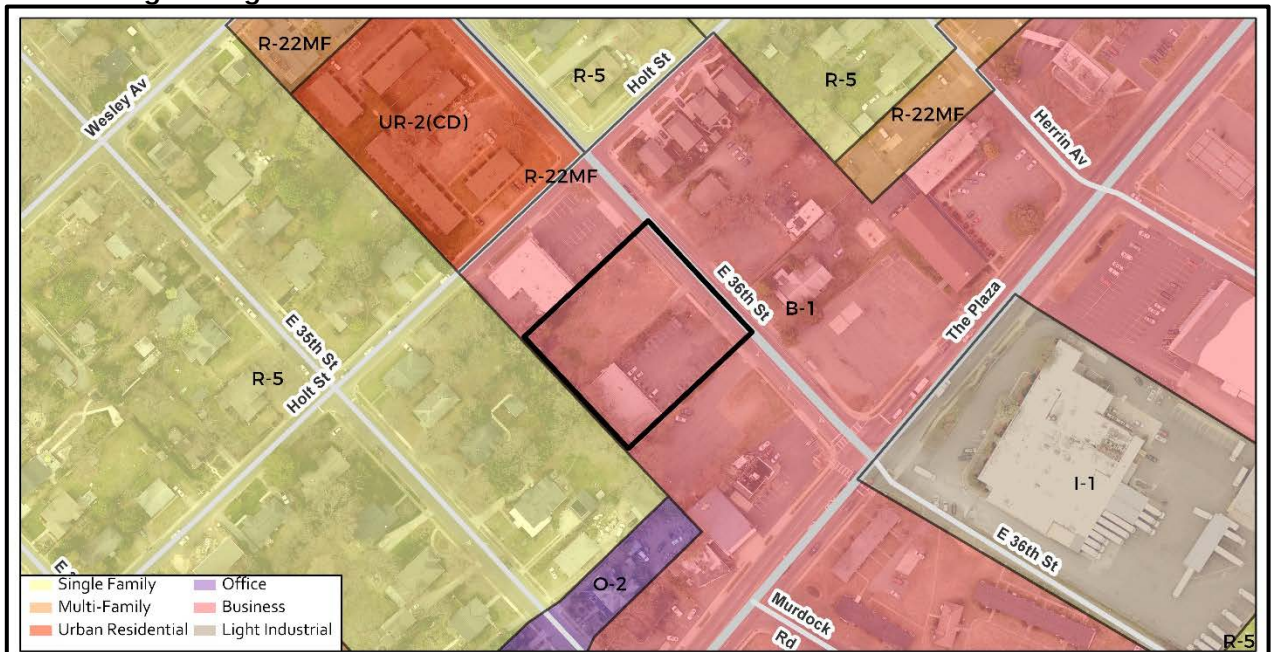 R-22MF
R-5
Holt St
R-5
Wesley Av
UR-2(CD)
R-22MF
Herrin Av
R-22MF
E 36th St
The Plaza
B-1
E 35th St
R-5
Holt St
I-1
E 36th St
O-2
Murdock
Rd
R-5
Single Family
Multi-Family
Urban Residential
Office
Business
Light Industrial